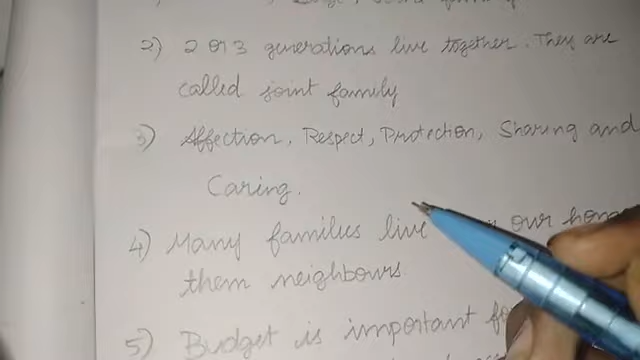 2) 2 or 3 generations live together. They are
called joint family
3) Affection, Respect, Protection, Sharing and
Caring.
4) Many families live our
them neighbours.
5) Budget is important